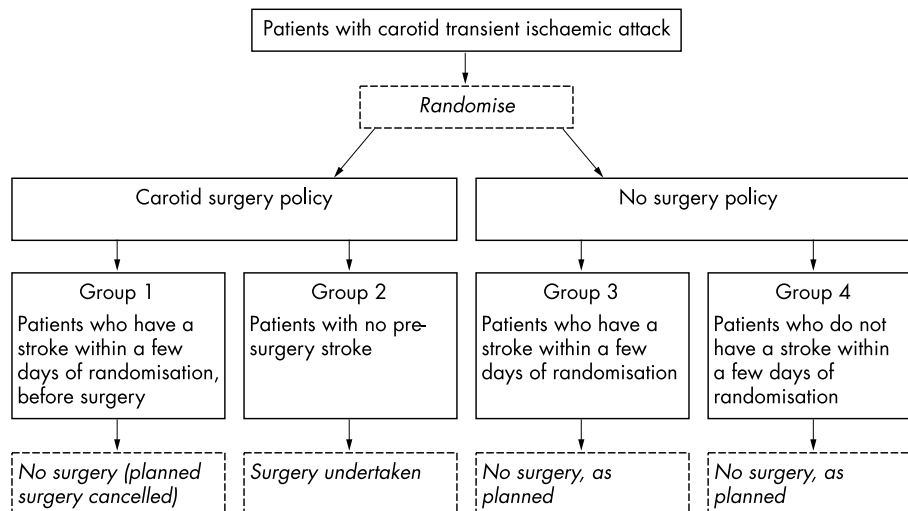 Patients with carotid transient ischaemic attack
Randomise
Carotid surgery policy
No surgery policy
Group 1
Patients who have a
stroke within a few
days of randomisation,
before surgery
Group 2
Patients with no pre-
surgery stroke
Group 3
Patients who have a
stroke within a few
days of randomisation
Group 4
Patients who do not
have a stroke within
a few days of
randomisation
No surgery (planned
surgery cancelled)
Surgery undertaken
No surgery, as
planned
No surgery, as
planned